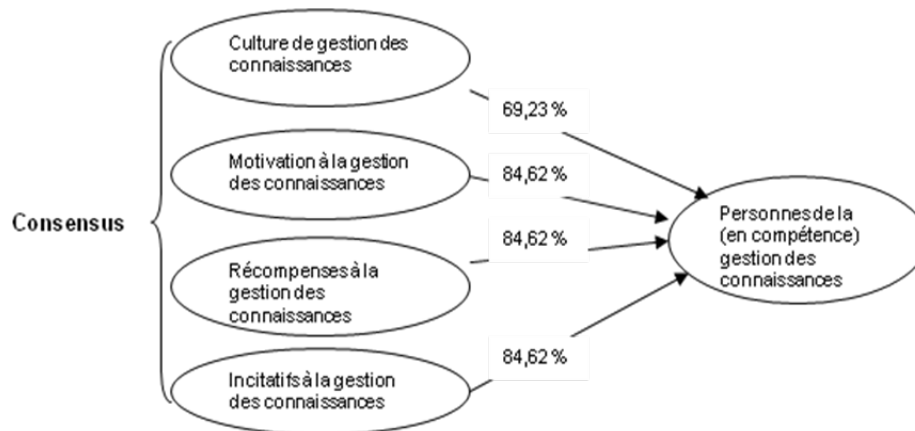 Culture de gestion des
connaissances
69,23 %
Motivation à la gestion
des connaissances
84,62 %
Consensus
Récompenses à la
gestion des
connaissances
84,62 %
Incitatifs à la gestion
des connaissances
84,62 %
Personnes de la
(en compétence)
gestion des
connaissances